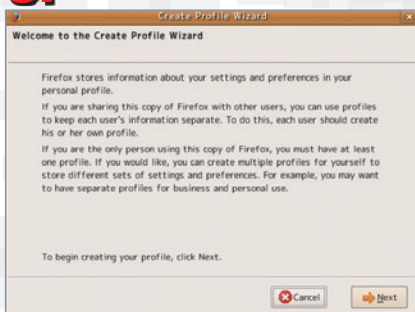 Create Profile Wizard
Welcome to the Create Profile Wizard
Firefox stores information about your settings and preferences in your
personal profile.
If you are sharing this copy of Firefox with other users, you can use profiles
to keep each user's information separate. To do this, each user should create
his or her own profile.
If you are the only person using this copy of Firefox, you must have at least
one profile. If you would like, you can create multiple profiles for yourself to
store different sets of settings and preferences. For example, you may want
to have separate profiles for business and personal use.
To begin creating your profile, click Next.
Cancel
Next